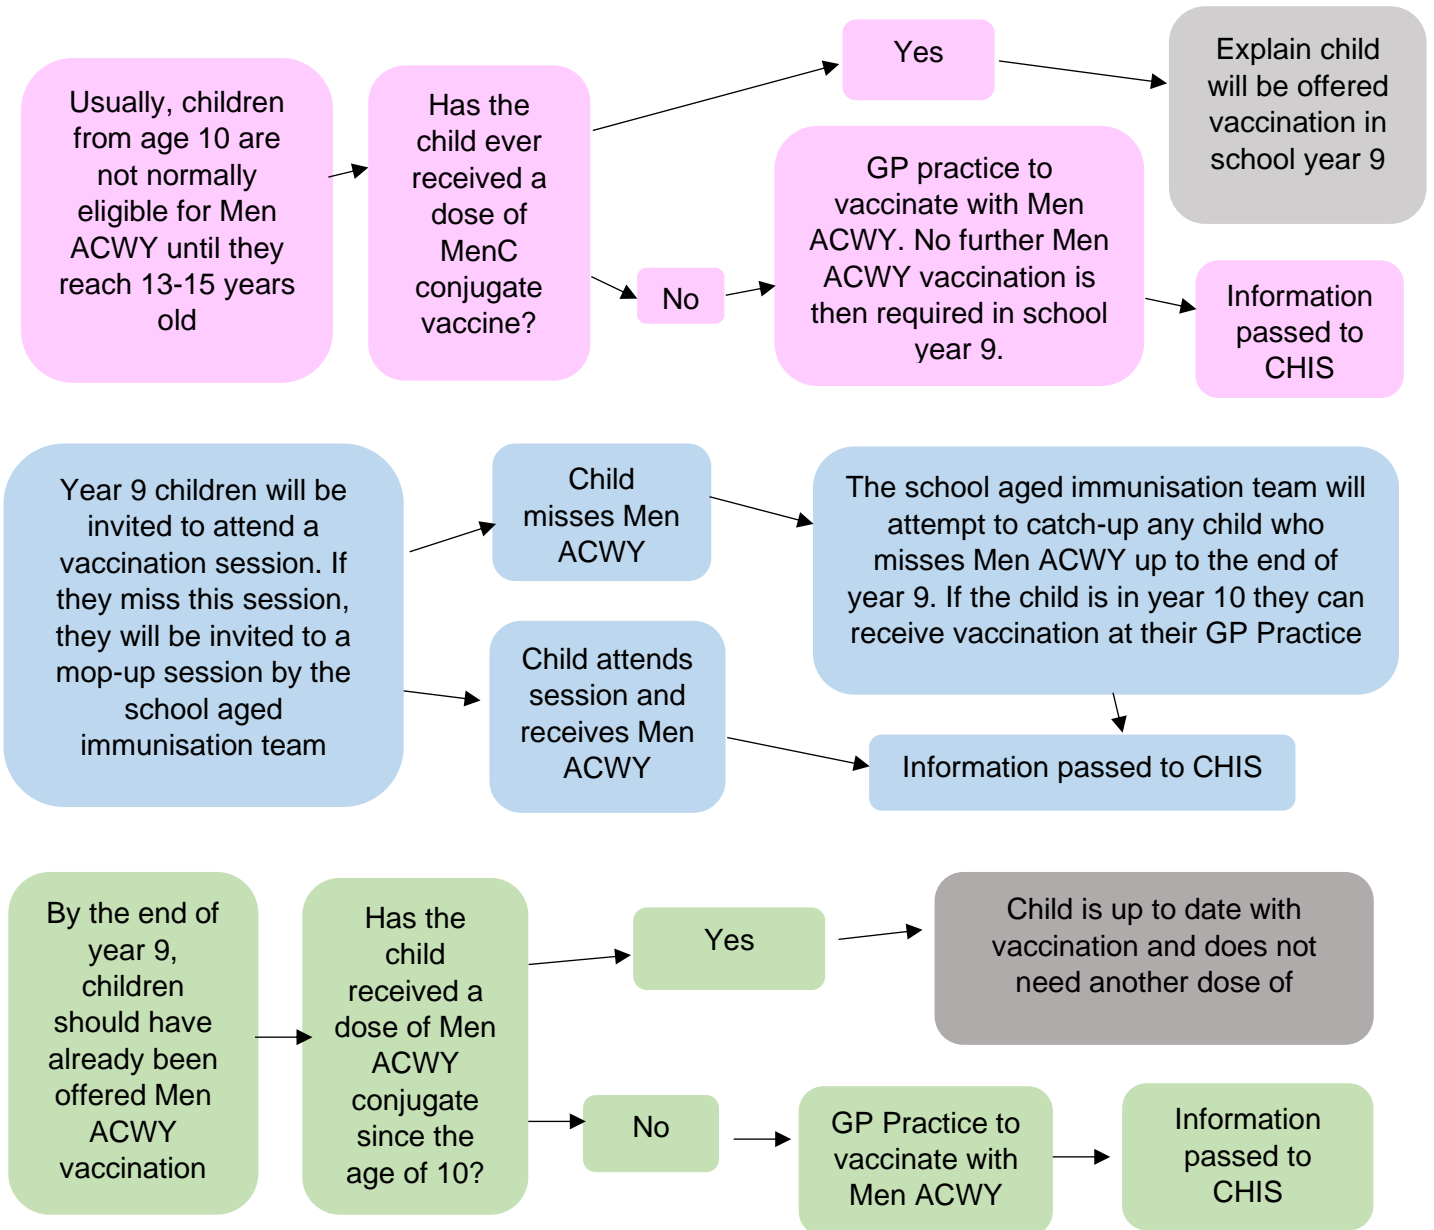 Usually, children
from age 10 are
not normally
eligible for Men
ACWY until they
reach 13-15 years
old
Has the
child ever
received a
dose of
MenC
conjugate
vaccine?
Yes
Explain child
will be offered
vaccination in
school year 9
No
GP practice to
vaccinate with Men
ACWY. No further Men
ACWY vaccination is
then required in school
year 9.
Information
passed to
CHIS
Year 9 children will be
invited to attend a
vaccination session. If
they miss this session,
they will be invited to a
mop-up session by the
school aged
immunisation team
Child
misses Men
ACWY
The school aged immunisation team will
attempt to catch-up any child who
misses Men ACWY up to the end of
year 9. If the child is in year 10 they can
receive vaccination at their GP Practice
Child attends
session and
receives Men
ACWY
Information passed to CHIS
By the end of
year 9,
children
should have
already been
offered Men
ACWY
vaccination
Has the
child
received a
dose of Men
ACWY
conjugate
since the
age of 10?
Yes
Child is up to date with
vaccination and does not
need another dose of
No
GP Practice to
vaccinate with
Men ACWY
Information
passed to
CHIS